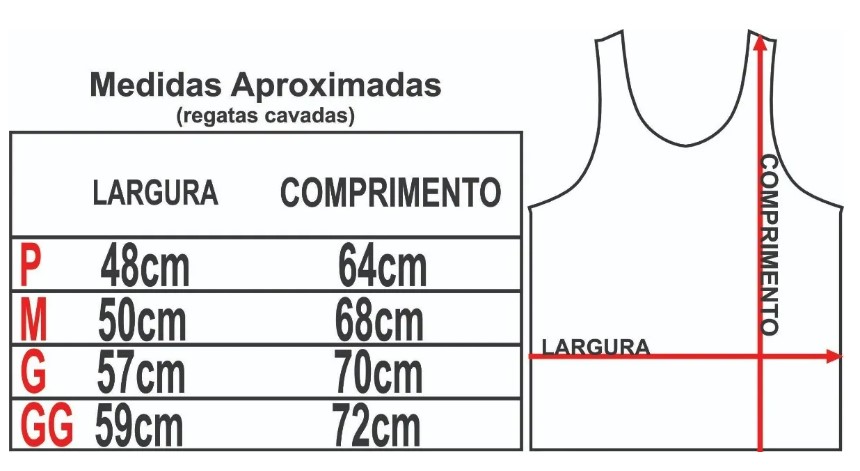 Medidas Aproximadas
(regatas cavadas)
LARGURA COMPRIMENTO
P 48cm 64cm
M 50cm 68cm
G 57cm 70cm
GG 59cm 72cm
COMPRIMENTO
LARGURA